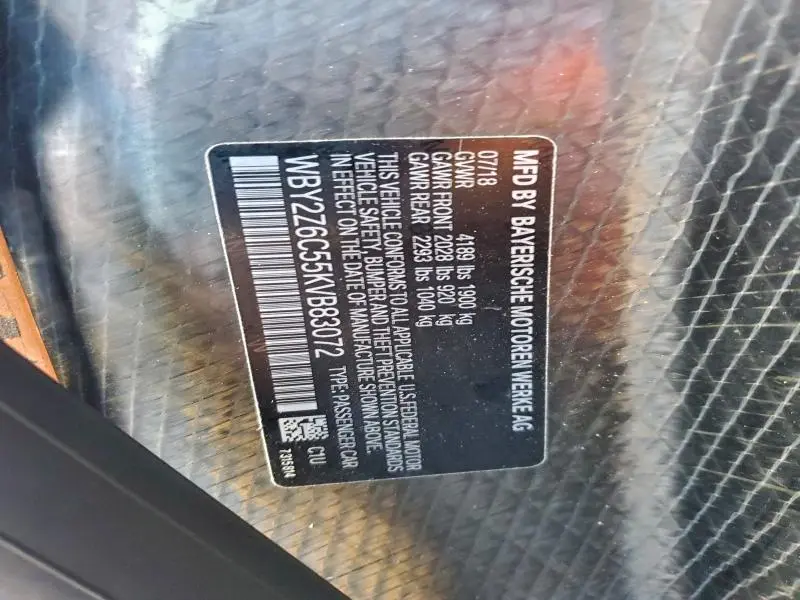 MFD BY BAYERISCHE MOTOREN WERKE AG
07/18
GVWR 4189 lbs 1900 kg
GAWR FRONT 2028 lbs 920 kg
GAWR REAR 2293 lbs 1040 kg
THIS VEHICLE CONFORMS TO ALL APPLICABLE U.S.FEDERAL MOTOR
VEHICLE SAFETY, BUMPER AND THEFT PREVENTION STANDARDS
IN EFFECT ON THE DATE OF MANUFACTURE SHOWN ABOVE.
WBY2Z6C55KVB83072 TYPE: PASSENGER CAR
C1U